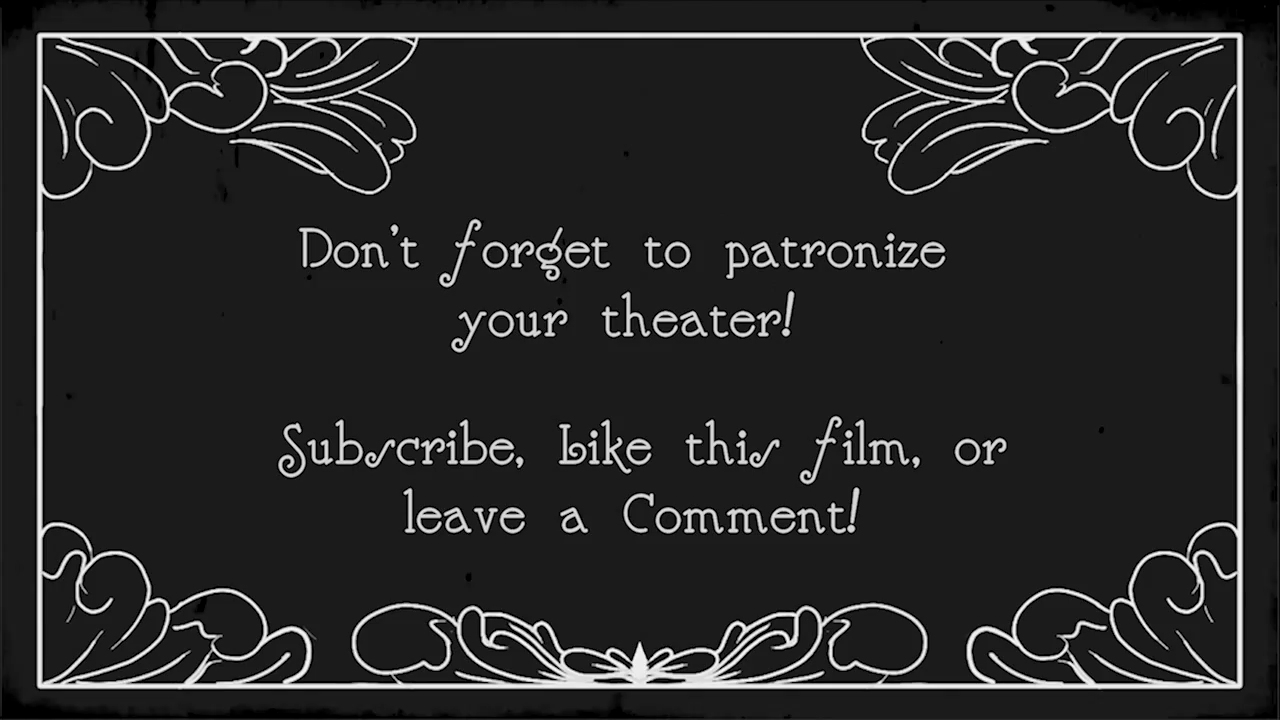 Don't forget to patronize
your theater!
Subscribe, Like this film, or
leave a Comment!